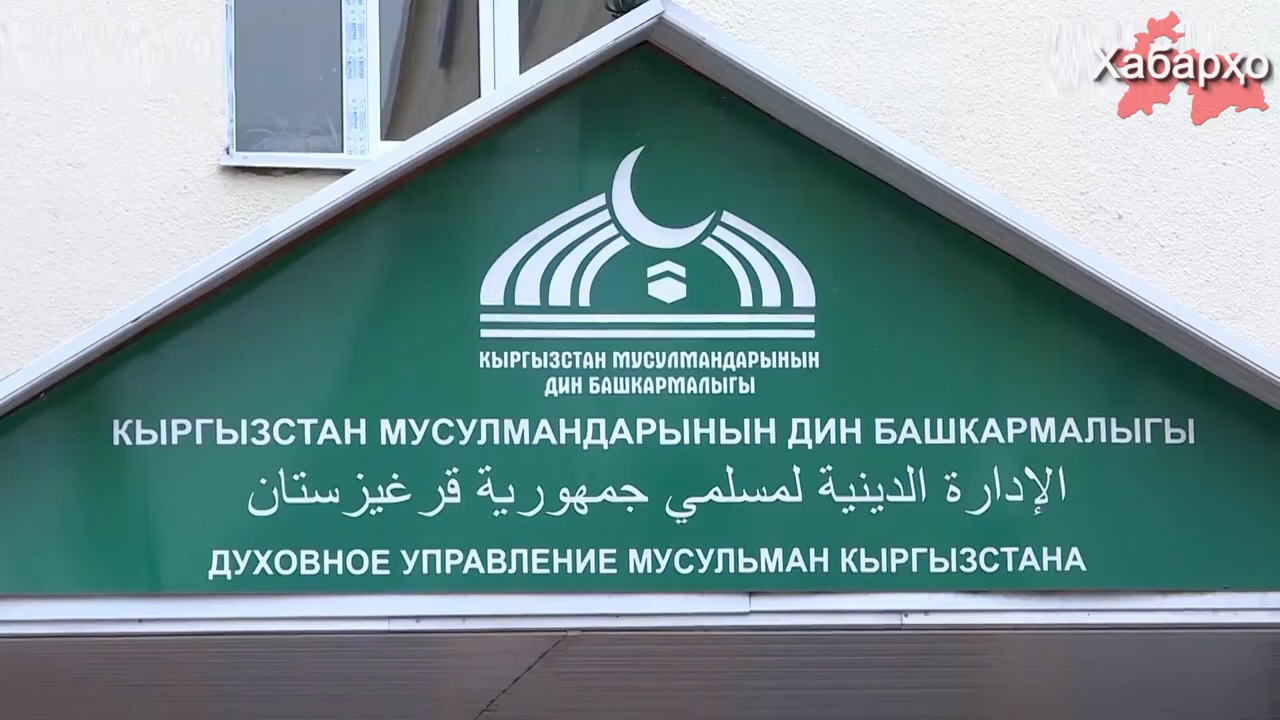 Хабарҳо
КЫРГЫЗСТАН МУСУЛМАНДАРЫНЫН
ДИН БАШКАРМАЛЫГЫ
КЫРГЫЗСТАН МУСУЛМАНДАРЫНЫН ДИН БАШКАРМАЛЫГЫ
الإدارة الدينية لمسلمي جمهورية قرغيزستان
ДУХОВНОЕ УПРАВЛЕНИЕ МУСУЛЬМАН КЫРГЫЗСТАНА